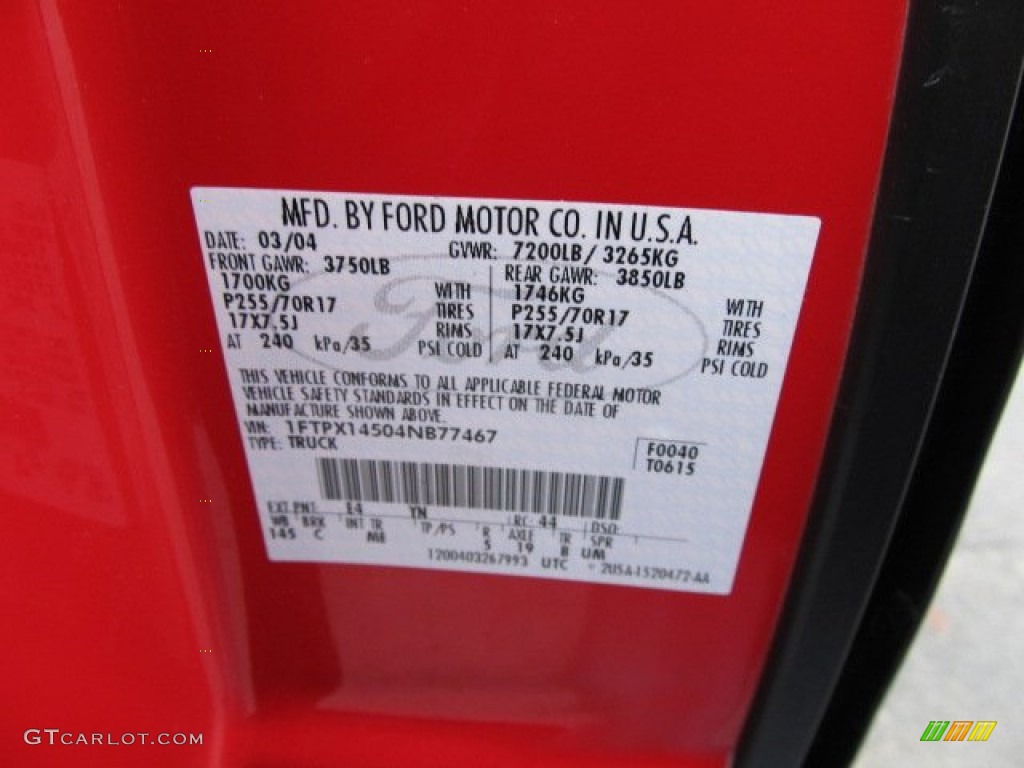 MFD. BY FORD MOTOR CO. IN U.S.A.
DATE: 03/04 GVWR: 7200LB/ 3265KG
FRONT GAWR: 3750LB REAR GAWR: 3850LB
1700KG WITH 1746KG WITH
P255/70R17 TIRES P255/70R17 TIRES
17X7.5J RIMS 17X7.5J RIMS
AT 240 kPa/35 PSI COLD AT 240 kPa/35 PSI COLD
THIS VEHICLE CONFORMS TO ALL APPLICABLE FEDERAL MOTOR
VEHICLE SAFETY STANDARDS IN EFFECT ON THE DATE OF
MANUFACTURE SHOWN ABOVE.
VIN: 1FTPX14504NB77467
TYPE: TRUCK
F0040
T0615
EXT PNT: E4 YN RC: 44 DSO:
WB BRK INT TR TP/PS R AXLE TR SPR
145 C MB 5 19 B UM
1200403267993 UTC 2USA-1520472-AA
Ford
GTCARLOT.COM